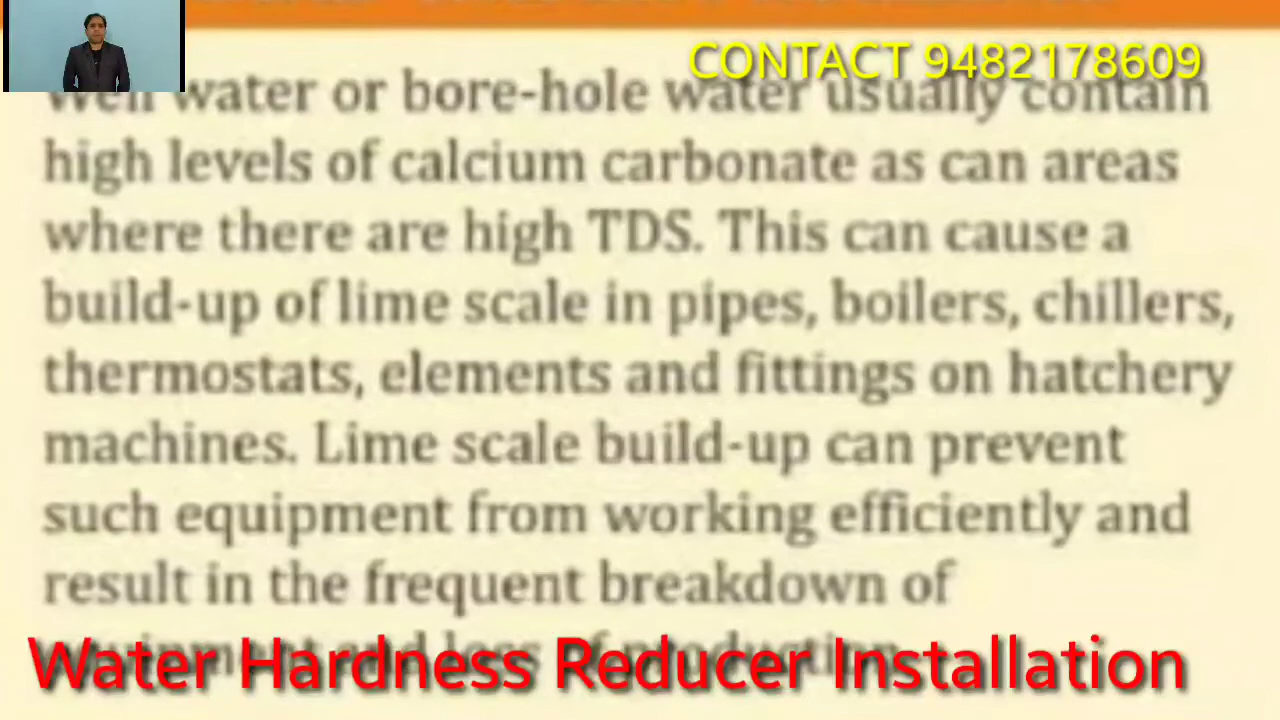 CONTACT 9482178609
Well water or bore-hole water usually contain
high levels of calcium carbonate as can areas
where there are high TDS. This can cause a
build-up of lime scale in pipes, boilers, chillers,
thermostats, elements and fittings on hatchery
machines. Lime scale build-up can prevent
such equipment from working efficiently and
result in the frequent breakdown of
Water Hardness Reducer Installation